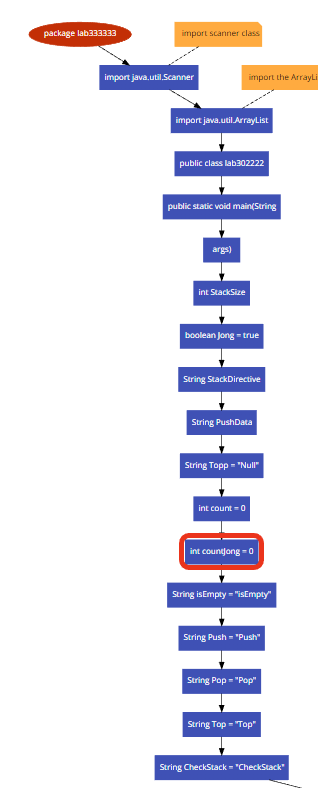 package lab333333
import scanner class
import java.util.Scanner
import the ArrayLi
import java.util.ArrayList
public class lab302222
public static void main(String
args)
int StackSize
boolean Jong = true
String StackDirective
String PushData
String Topp = "Null"
int count = 0
int countJong = 0
String isEmpty = "isEmpty"
String Push = "Push"
String Pop = "Pop"
String Top = "Top"
String CheckStack = "CheckStack"